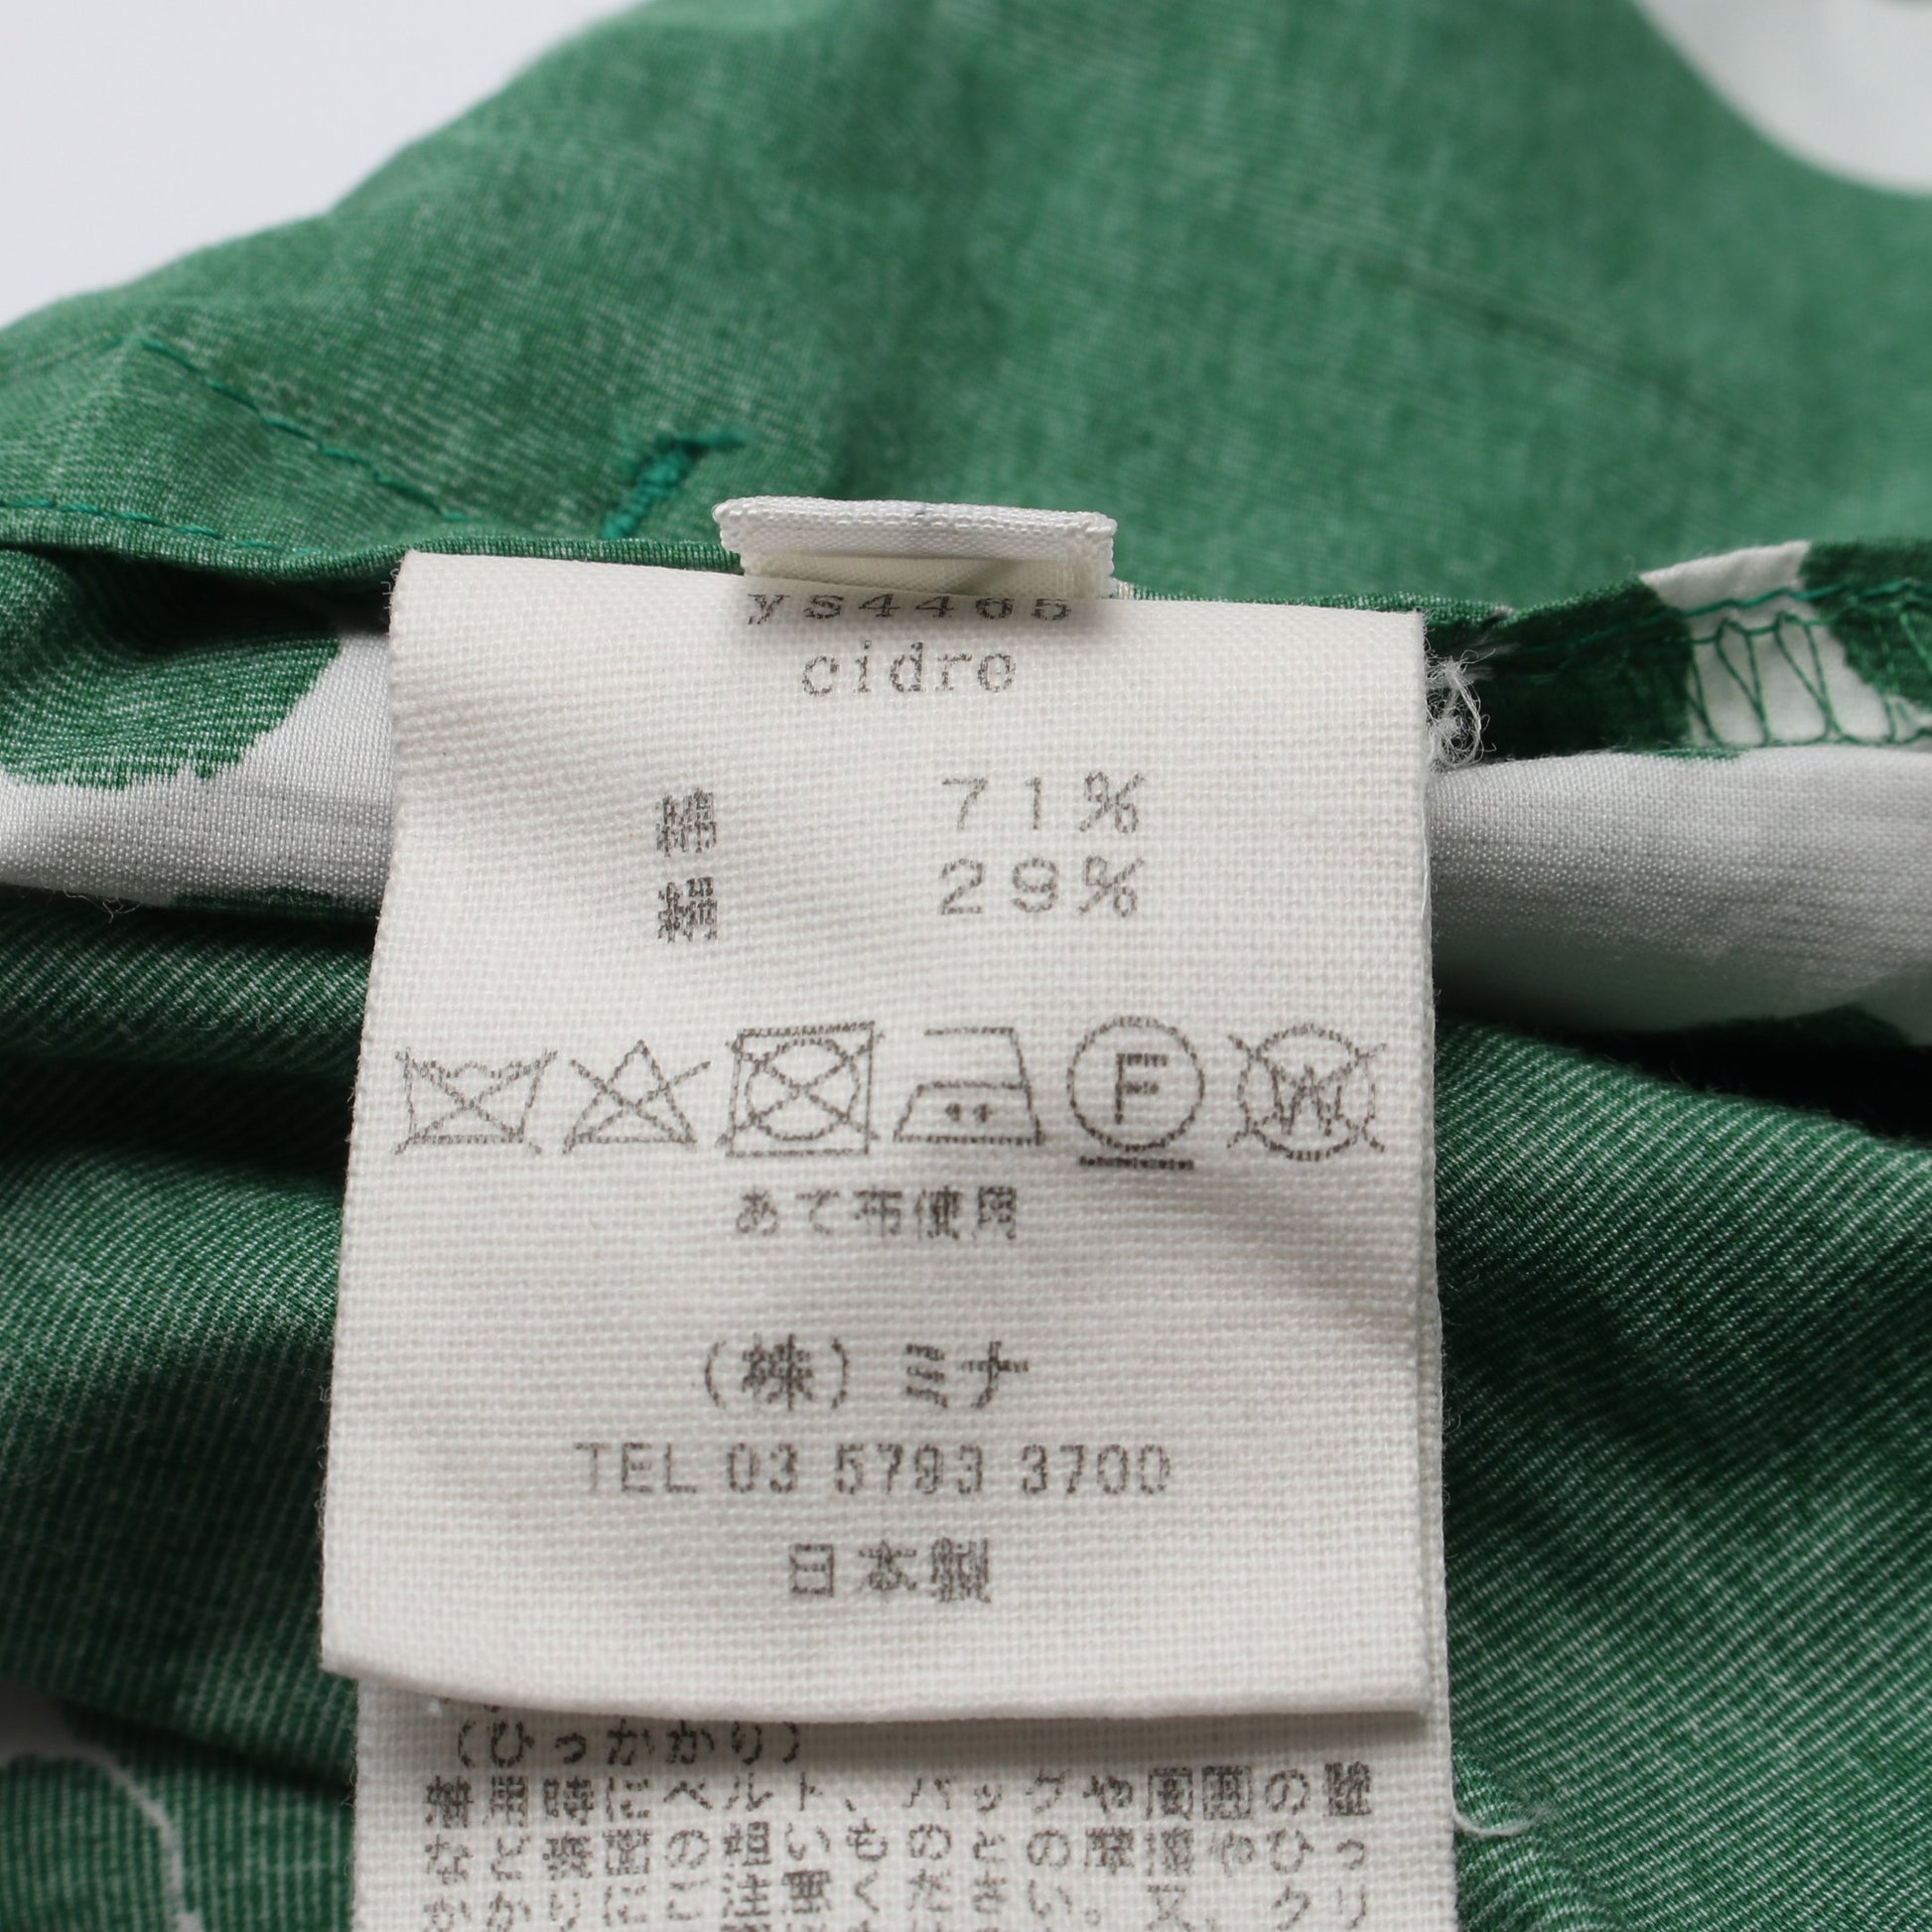 ys4465
cidre
綿 71%
絹 29%
F W
あて布使用
(株) ミナ
TEL 03 5793 3700
日本製
(ひっかかり)
着用時にベルト、バッグや周囲の壁
など表面の粗いものとの摩擦やひっ
かかりにご注意ください。又、クリ